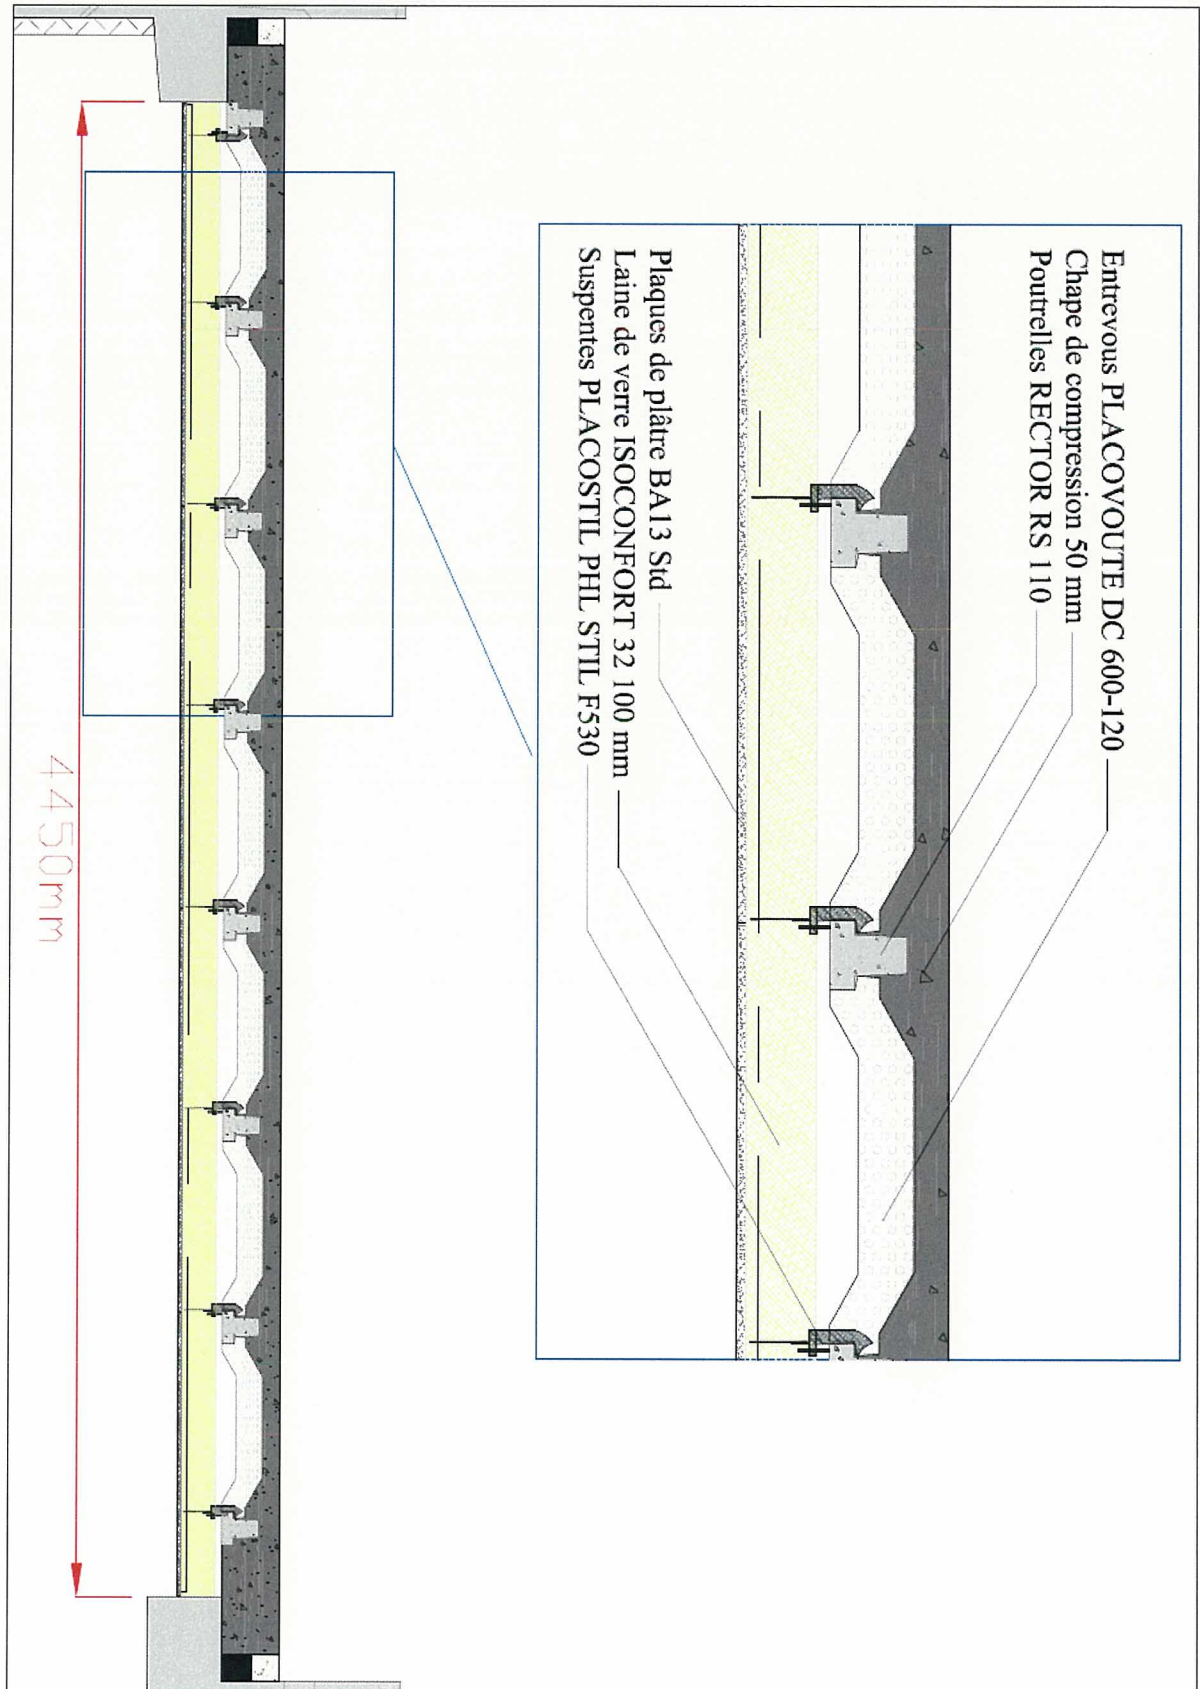 Entrevous PLACOVOUTE DC 600-120
Chape de compression 50 mm
Poutrelles RECTOR RS 110
Plaques de plâtre BA13 Std
Laine de verre ISOCONFORT 32 100 mm
Suspentes PLACOSTIL PHL STIL F530
4450mm